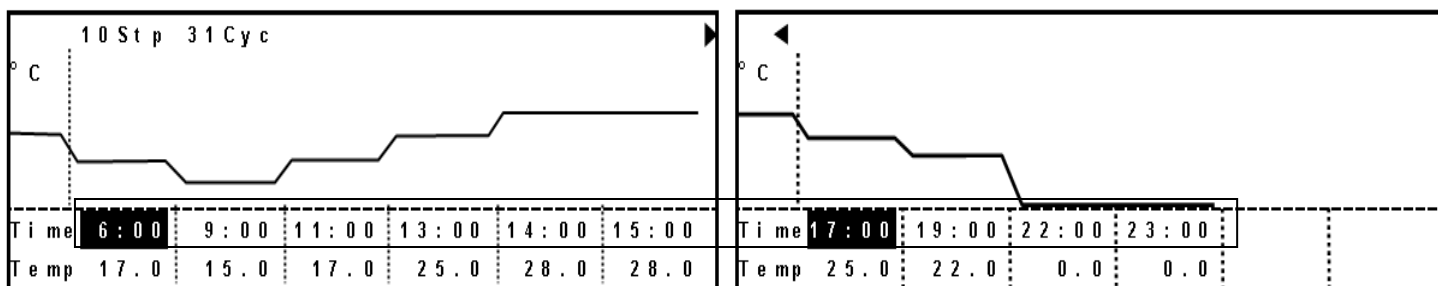 10Stp 31Cyc
°C
Time 6:00 9:00 11:00 13:00 14:00 15:00
Temp 17.0 15.0 17.0 25.0 28.0 28.0
°C
Time 17:00 19:00 22:00 23:00
Temp 25.0 22.0 0.0 0.0